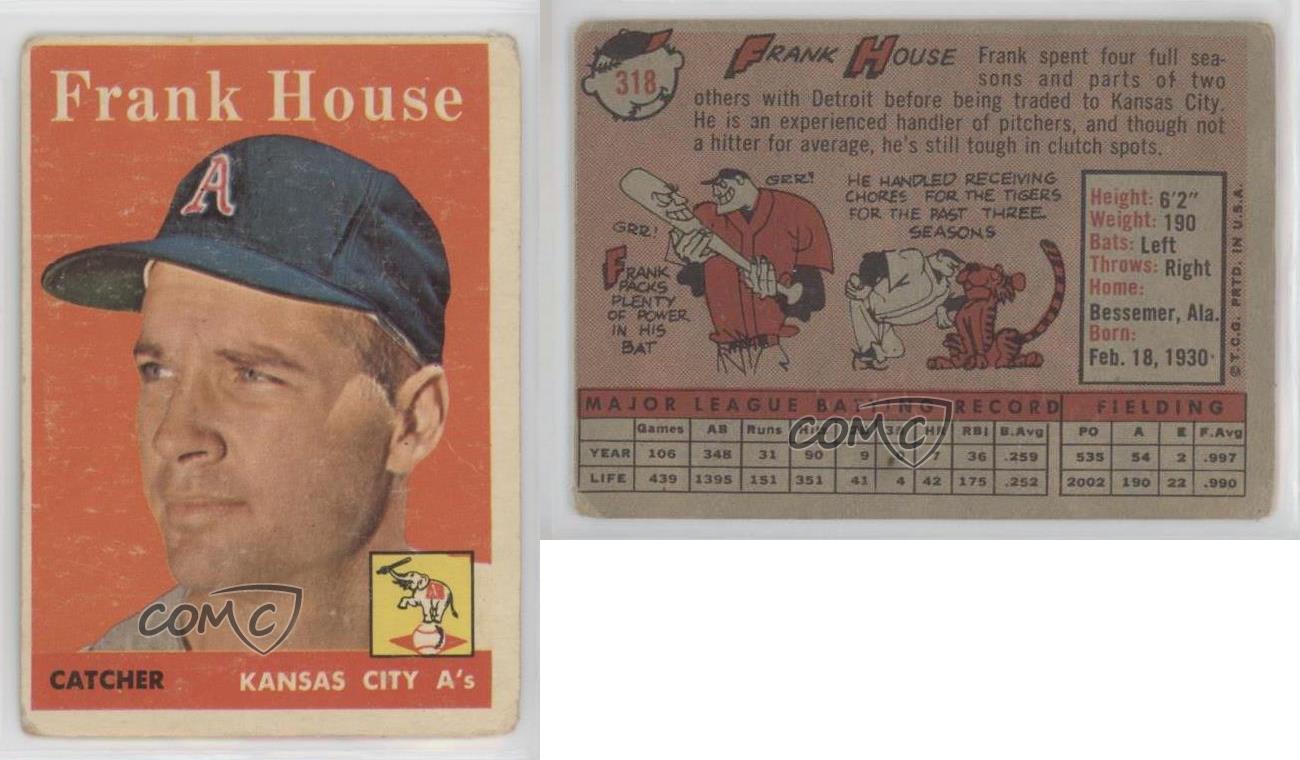 Frank House
A
COMC
CATCHER
KANSAS CITY A's
318
FRANK HOUSE
Frank spent four full sea-
sons and parts of two
others with Detroit before being traded to Kansas City.
He is an experienced handler of pitchers, and though not
a hitter for average, he's still tough in clutch spots.
GRR!
GRR!
FRANK
PACKS
PLENTY
OF POWER
IN HIS
BAT
HE HANDLED RECEIVING
CHORES FOR THE TIGERS
FOR THE PAST THREE
SEASONS
Height: 6'2"
Weight: 190
Bats: Left
Throws: Right
Home:
Bessemer, Ala.
Born:
Feb. 18, 1930
© T.C.G. PRTD. IN U.S.A.
MAJOR LEAGUE BATTING RECORD FIELDING
Games AB Runs Hits HR RBI B.Avg PO A E F.Avg
YEAR 106 348 31 90 9 7 36 .259 535 54 2 .997
LIFE 439 1395 151 351 41 4 42 175 .252 2002 190 22 .990
COMC